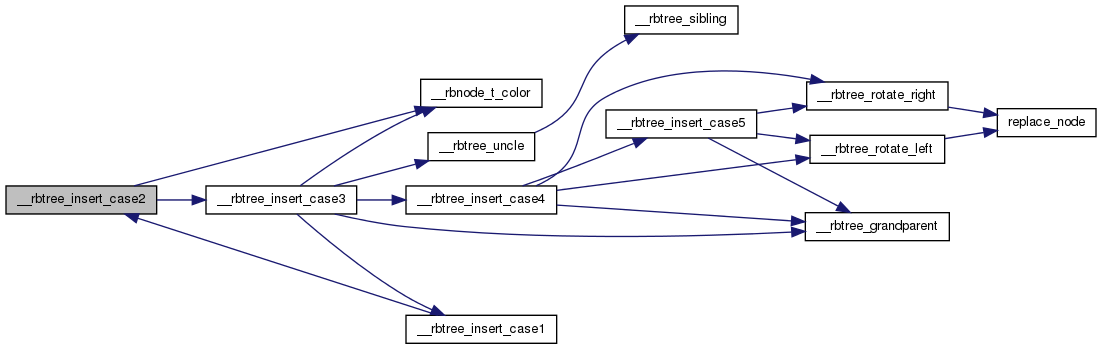 __rbtree_sibling
__rbnode_t_color
__rbtree_rotate_right
__rbtree_insert_case5
replace_node
__rbtree_uncle
__rbtree_rotate_left
__rbtree_insert_case2
__rbtree_insert_case3
__rbtree_insert_case4
__rbtree_grandparent
__rbtree_insert_case1